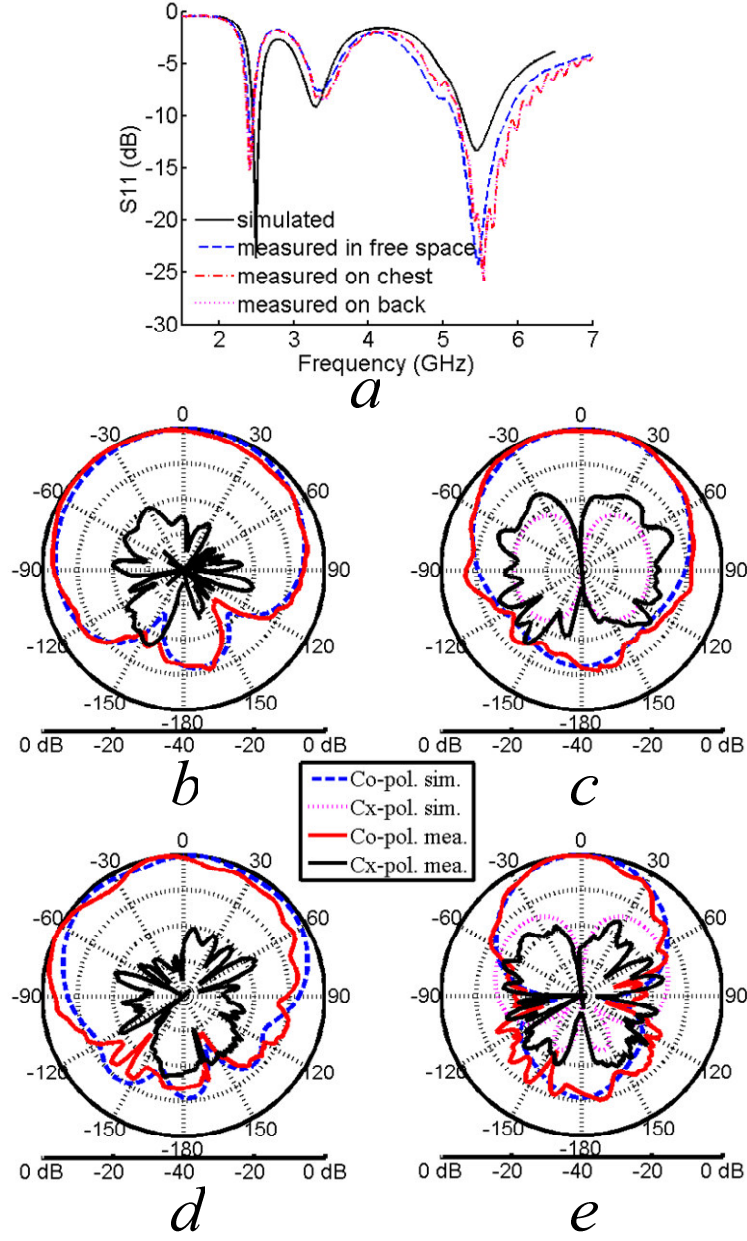 0
-5
-10
-15
-20
-25
-30
S11 (dB)
simulated
measured in free space
measured on chest
measured on back
2 3 4 5 6 7
Frequency (GHz)
a
0
-30 30
-60 60
-90 90
-120 120
-150 150
-180
0 dB -20 -40 -20 0 dB
b
0
-30 30
-60 60
-90 90
-120 120
-150 150
-180
0 dB -20 -40 -20 0 dB
c
Co-pol. sim.
Cx-pol. sim.
Co-pol. mea.
Cx-pol. mea.
0
-30 30
-60 60
-90 90
-120 120
-150 150
-180
0 dB -20 -40 -20 0 dB
d
0
-30 30
-60 60
-90 90
-120 120
-150 150
-180
0 dB -20 -40 -20 0 dB
e